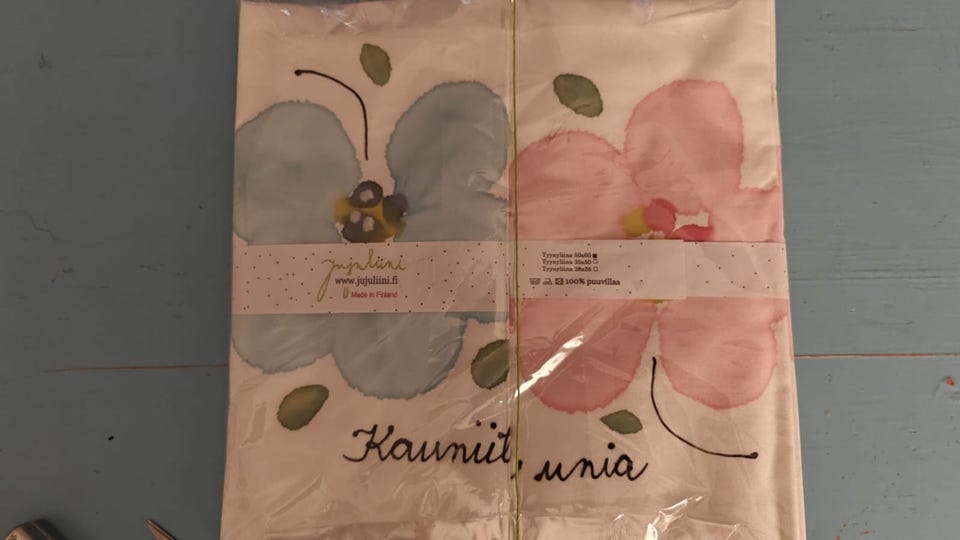 jujuliini
www.jujuliini.fi
Made in Finland
Tyynyliina 50x60
Tyynyliina 35x50
Tyynyliina 28x35
100% puuvillaa
Kauniit, unia